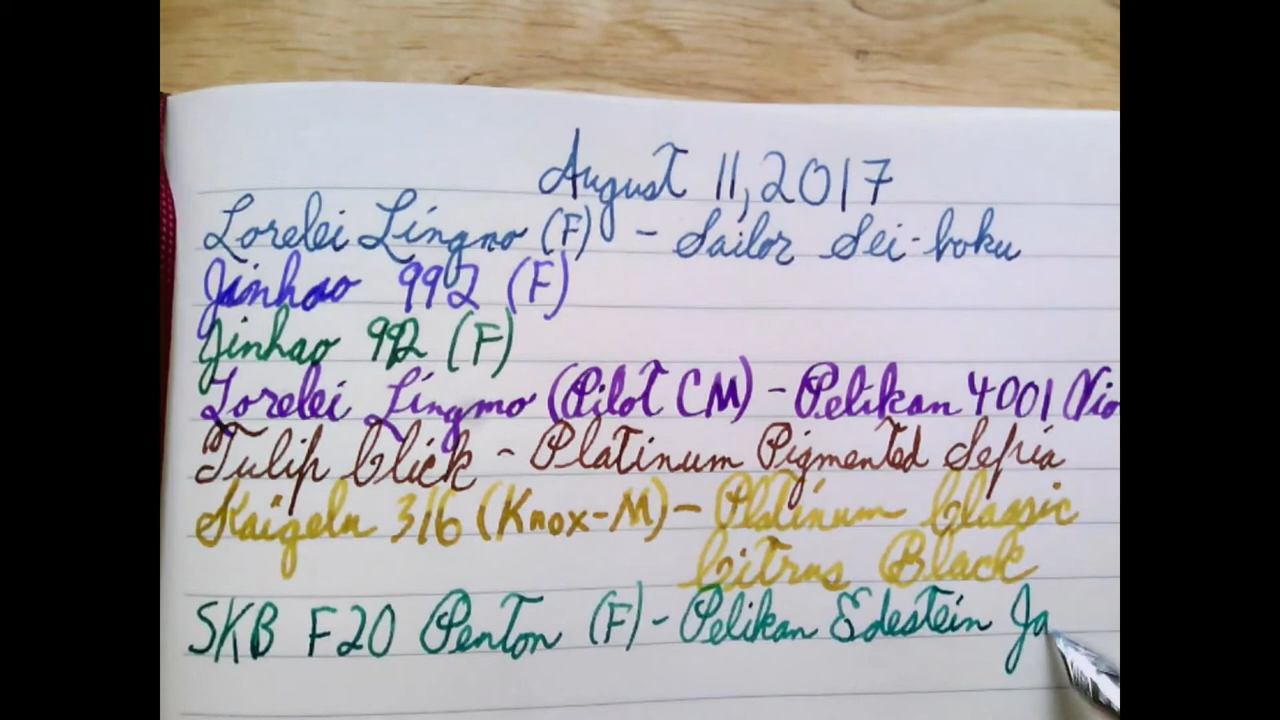 August 11, 2017
Lorelei Lingmo (F) - Sailor Sei-boku
Jinhao 992 (F)
Jinhao 992 (F)
Lorelei Lingmo (Pilot CM) - Pelikan 4001 Vio
Tulip Click - Platinum Pigmented Sepia
Kaigelu 316 (Knox-M) - Platinum Classic
Citrus Black
SKB F20 Penton (F) - Pelikan Edestein Ja